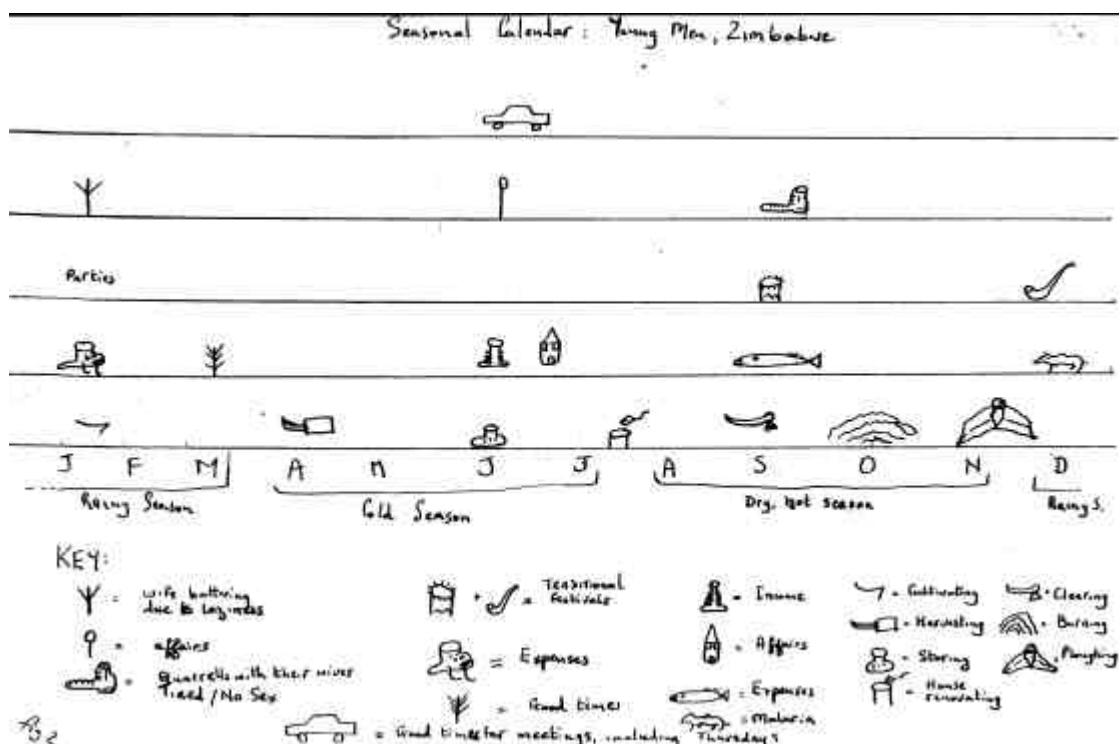 Seasonal Calendar: Young Men, Zimbabwe
Parties
J F M A M J J A S O N D
Rainy Season
Cold Season
Dry, hot season
Rainy S.
KEY:
= wife battering due to laziness
= affairs
= Quarrells with their wives Tired / No Sex
+ = Traditional festivals
= Expenses
= Good times
= Income
= Affairs
= Expenses
= Malaria
= Cultivating
= Harvesting
= Storing
= House renovating
= Clearing
= Burning
= Ploughing
= Good times for meetings, including Thursdays